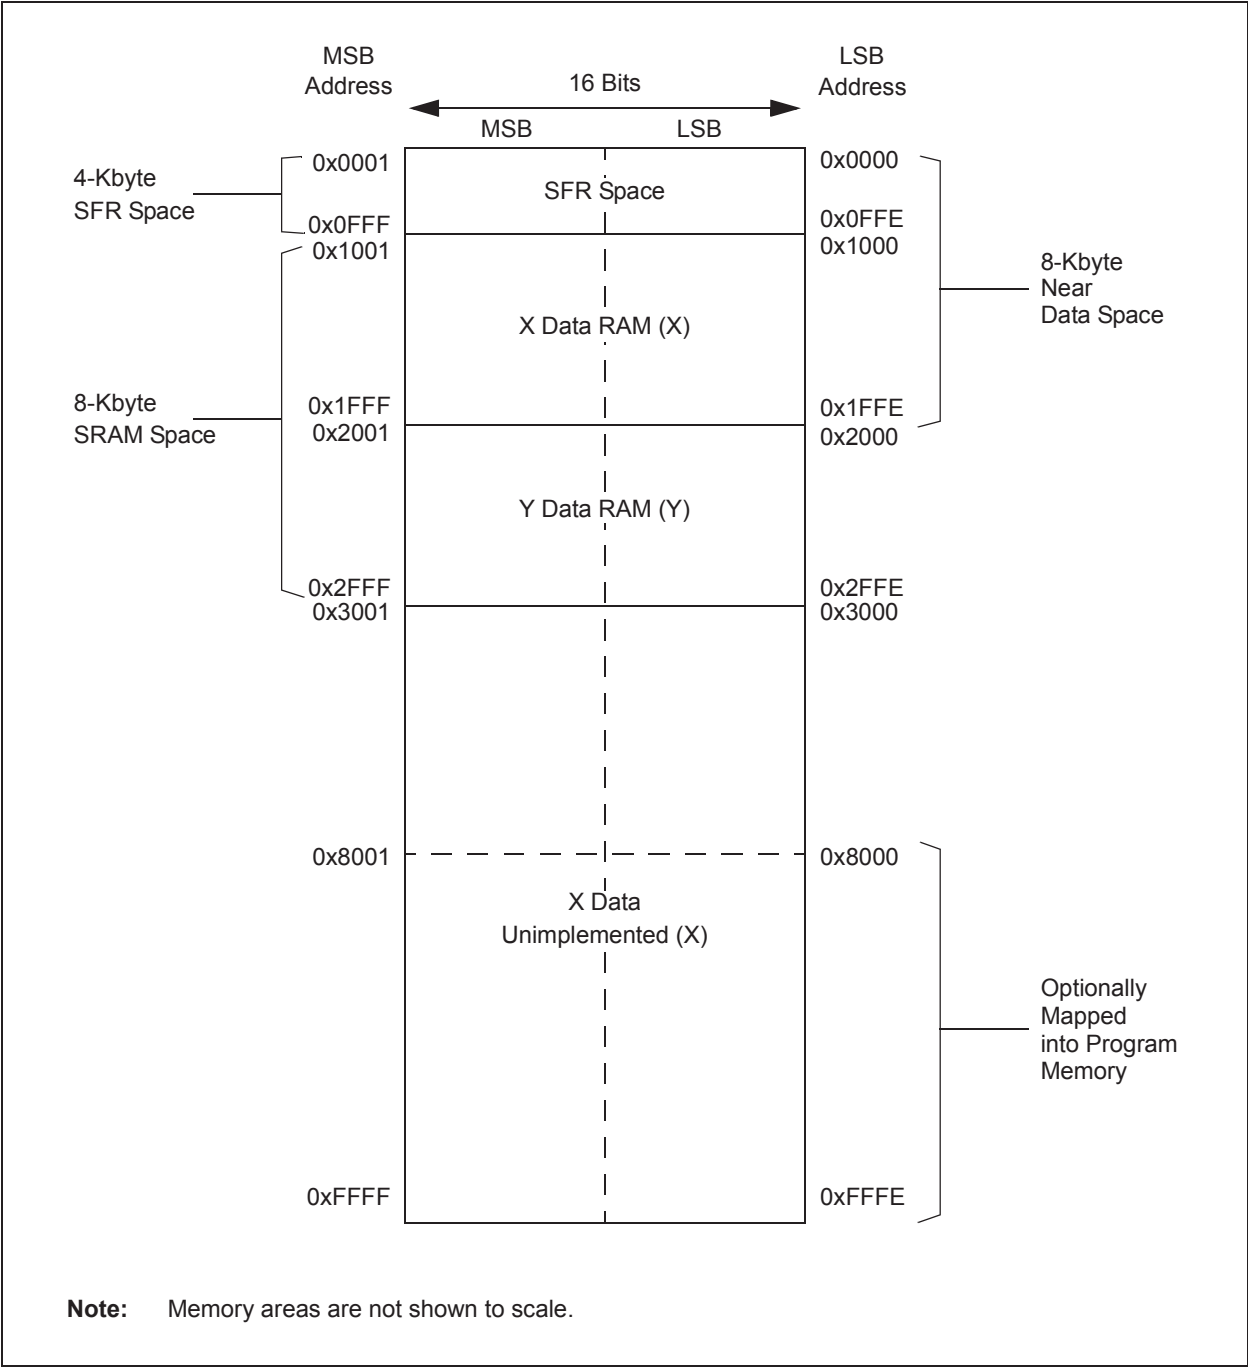 MSB
Address
16 Bits
LSB
Address
MSB
LSB
4-Kbyte
SFR Space
0x0001
0x0FFF
0x1001
SFR Space
0x0000
0x0FFE
0x1000
8-Kbyte
Near
Data Space
X Data RAM (X)
8-Kbyte
SRAM Space
0x1FFF
0x2001
0x1FFE
0x2000
Y Data RAM (Y)
0x2FFF
0x3001
0x2FFE
0x3000
0x8001
0x8000
X Data
Unimplemented (X)
Optionally
Mapped
into Program
Memory
0xFFFF
0xFFFE
Note: Memory areas are not shown to scale.